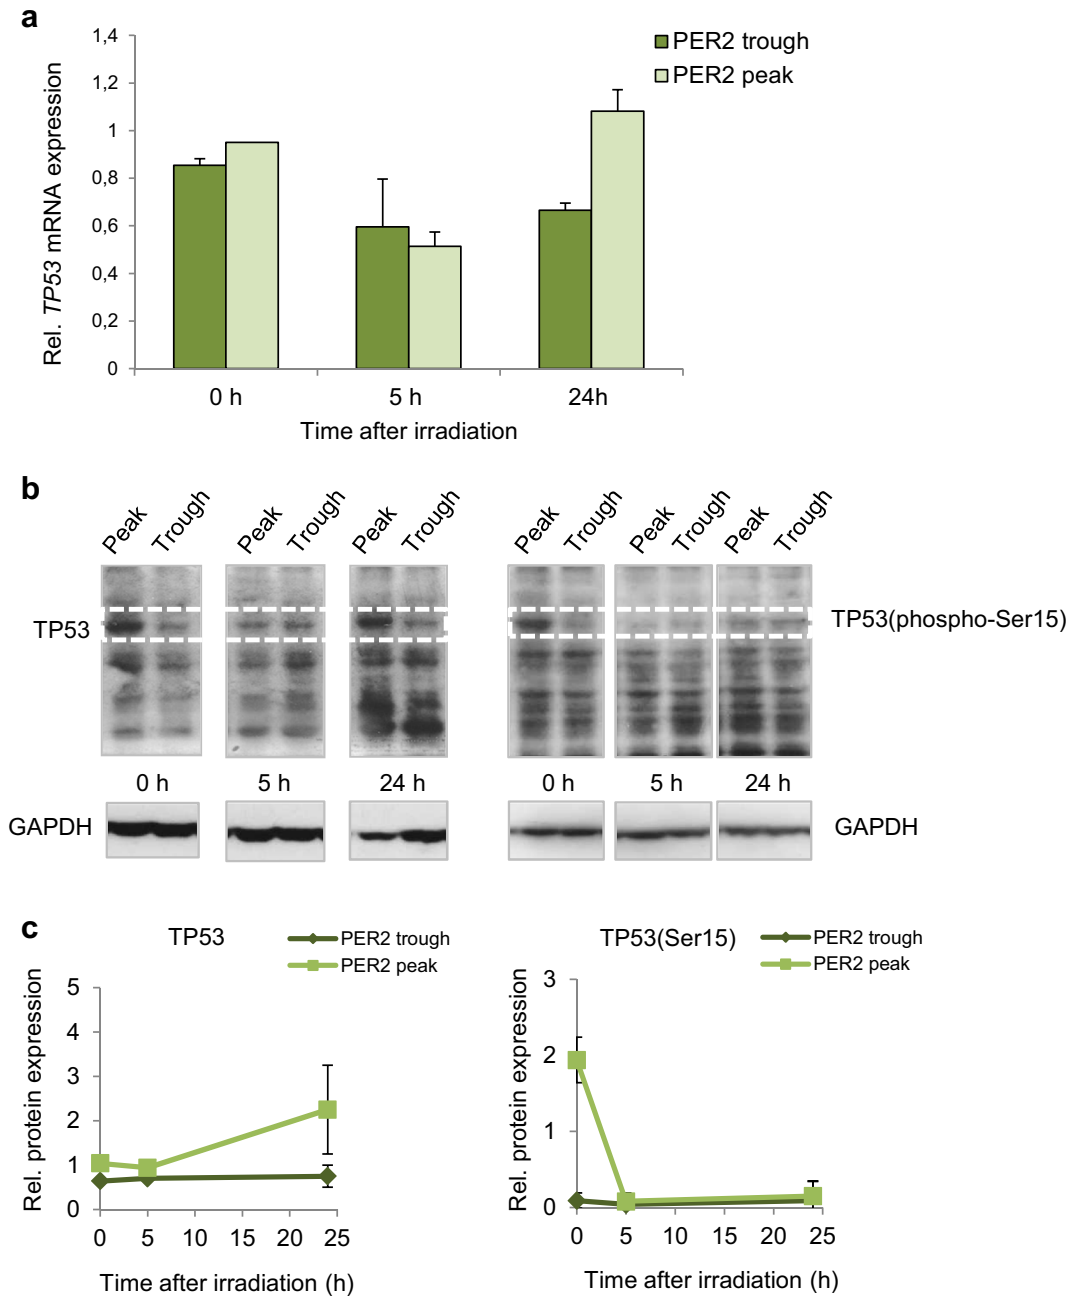 a
1,4
1,2
1
0,8
0,6
0,4
0,2
0
Rel. TP53 mRNA expression
PER2 trough
PER2 peak
0 h 5 h 24h
Time after irradiation
b
Peak Trough Peak Trough Peak Trough Peak Trough Peak Trough Peak Trough
TP53
TP53(phospho-Ser15)
0 h 5 h 24 h 0 h 5 h 24 h
GAPDH
GAPDH
c
TP53
PER2 trough
PER2 peak
Rel. protein expression
5
4
3
2
1
0
0 5 10 15 20 25
Time after irradiation (h)
TP53(Ser15)
PER2 trough
PER2 peak
Rel. protein expression
3
2
1
0
0 5 10 15 20 25
Time after irradiation (h)